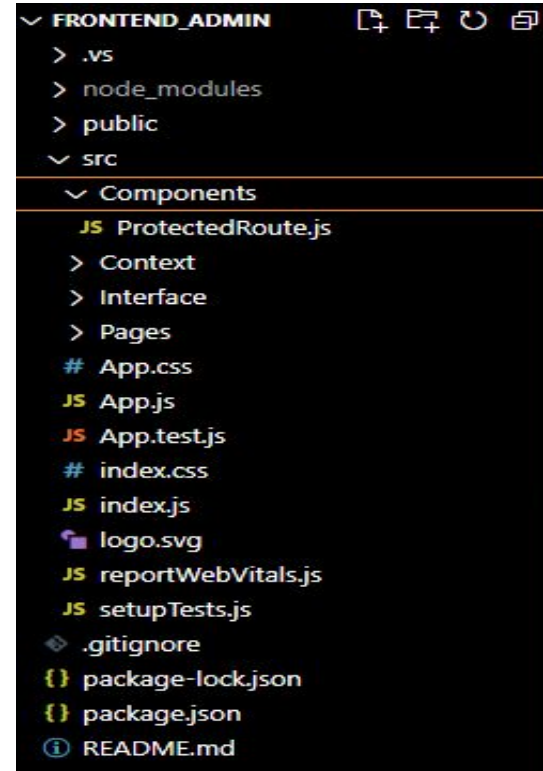 FRONTEND_ADMIN
.vs
node_modules
public
src
Components
JS ProtectedRoute.js
Context
Interface
Pages
# App.css
JS App.js
JS App.test.js
# index.css
JS index.js
logo.svg
JS reportWebVitals.js
JS setupTests.js
.gitignore
{} package-lock.json
{} package.json
README.md